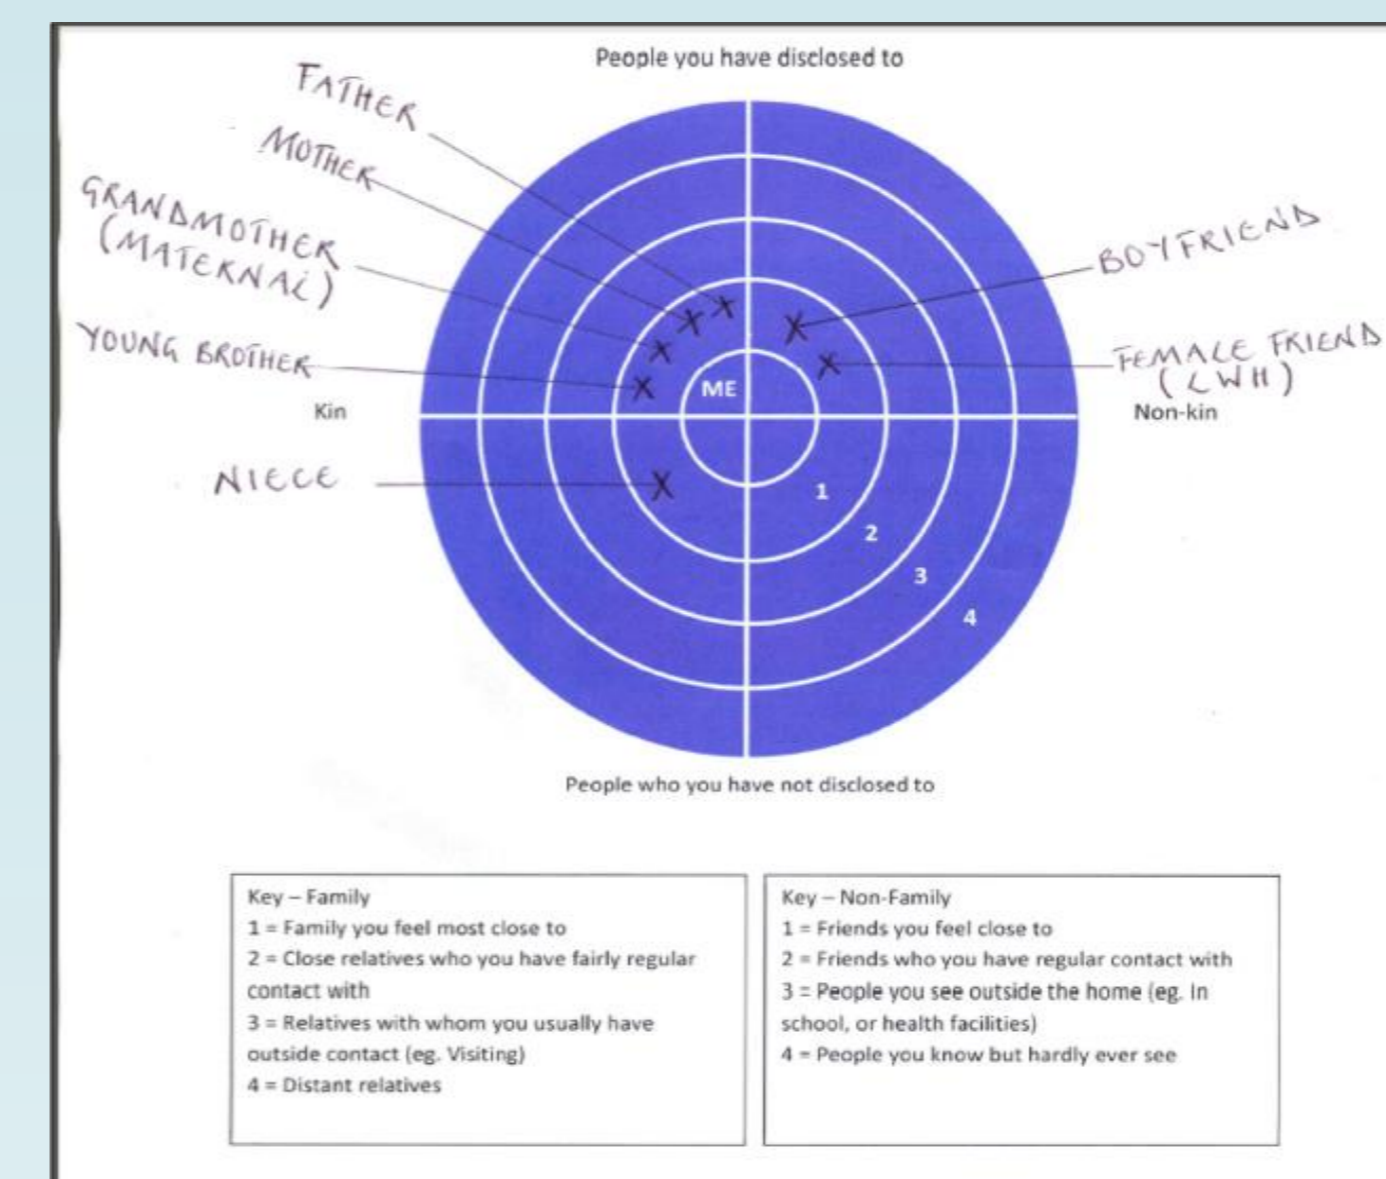 People you have disclosed to
FATHER
MOTHER
GRANDMOTHER
(MATERNAL)
YOUNG BROTHER
BOYFRIEND
FEMALE FRIEND
(LWH)
Kin
ME
Non-kin
NIECE
1
2
3
4
People who you have not disclosed to
Key – Family
1 = Family you feel most close to
2 = Close relatives who you have fairly regular
contact with
3 = Relatives with whom you usually have
outside contact (eg. Visiting)
4 = Distant relatives
Key – Non-Family
1 = Friends you feel close to
2 = Friends who you have regular contact with
3 = People you see outside the home (eg. In
school, or health facilities)
4 = People you know but hardly ever see